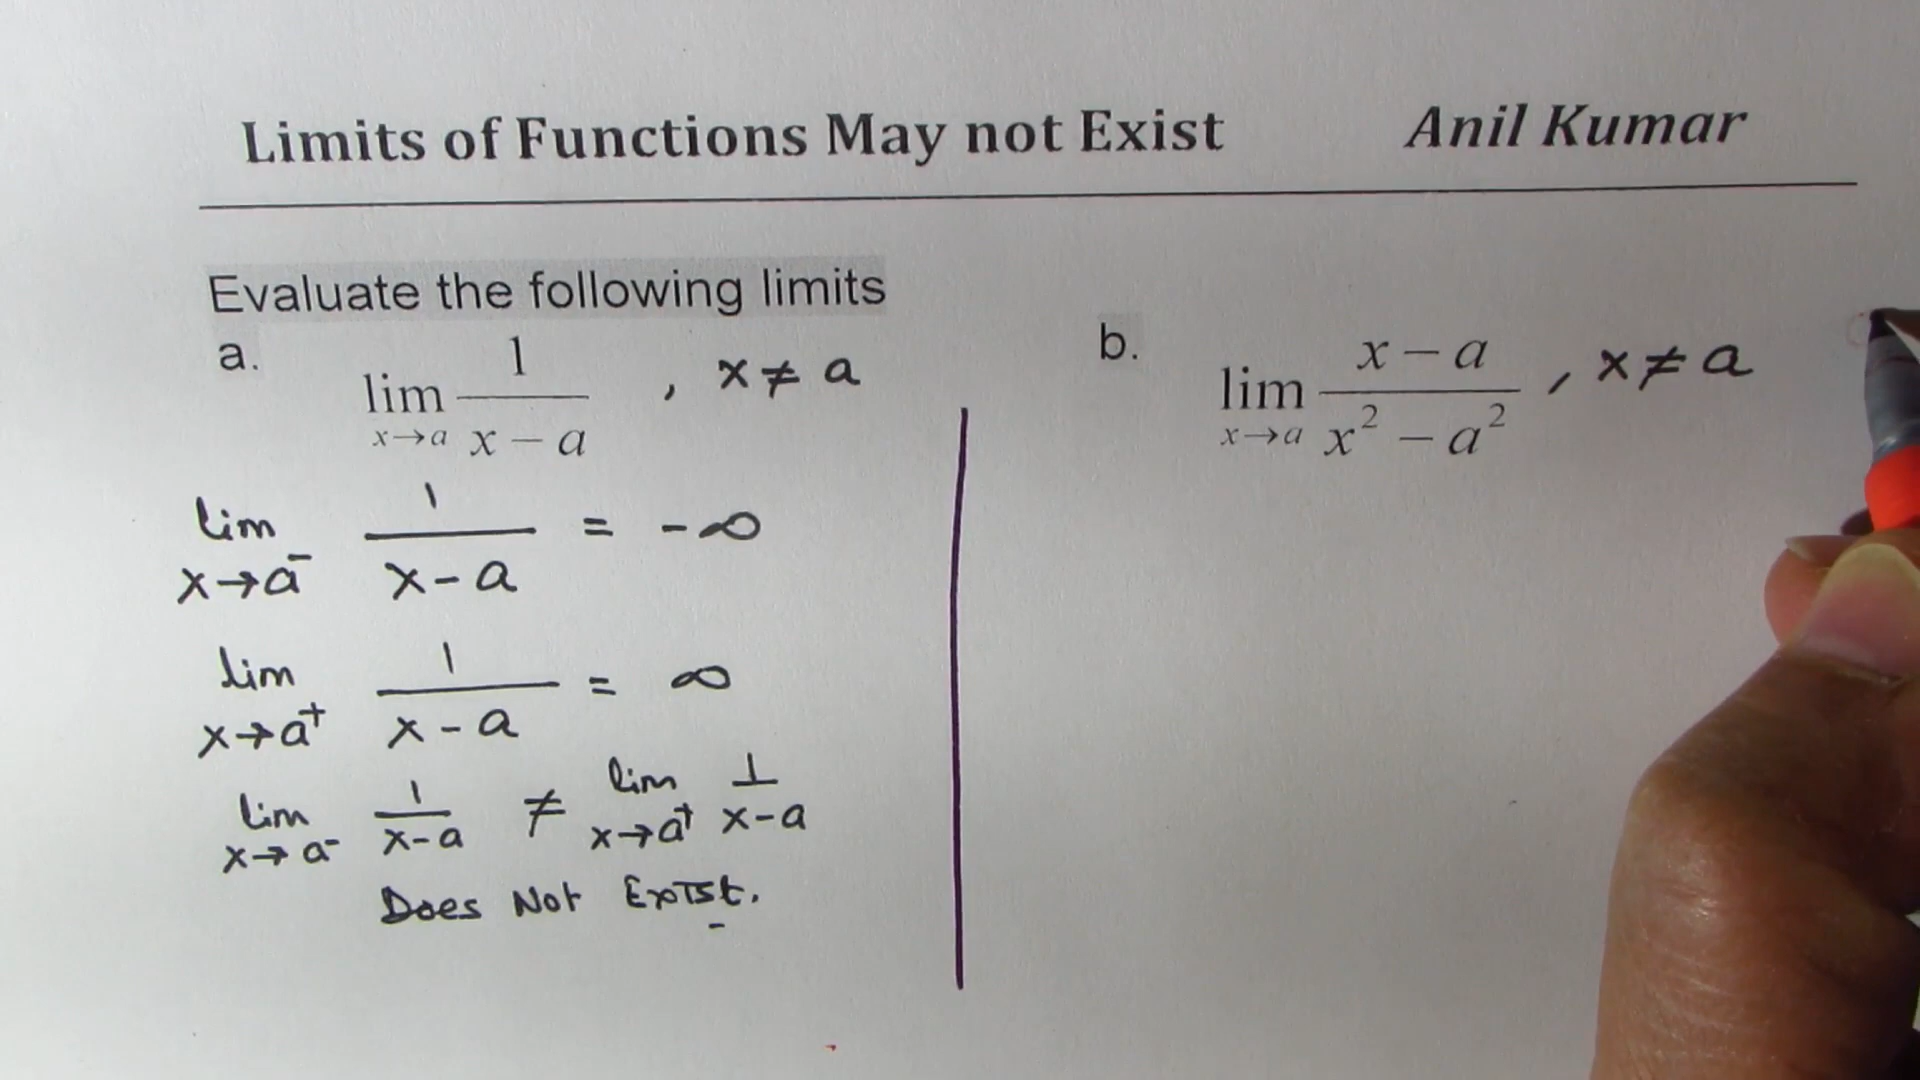 Limits of Functions May not Exist Anil Kumar
Evaluate the following limits
a. lim x→a 1/(x − a) , x ≠ a
lim x→a⁻ 1/(x-a) = -∞
lim x→a⁺ 1/(x-a) = ∞
lim x→a⁻ 1/(x-a) ≠ lim x→a⁺ 1/(x-a)
Does Not Exist.
b. lim x→a (x − a)/(x² − a²) , x ≠ a